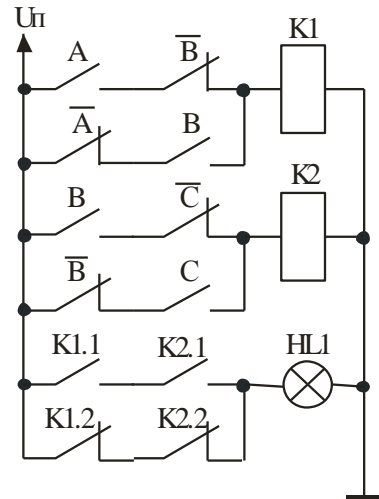 Uп
K1
A B̅
A̅ B
K2
B C̅
B̅ C
K1.1 K2.1 HL1
K1.2 K2.2